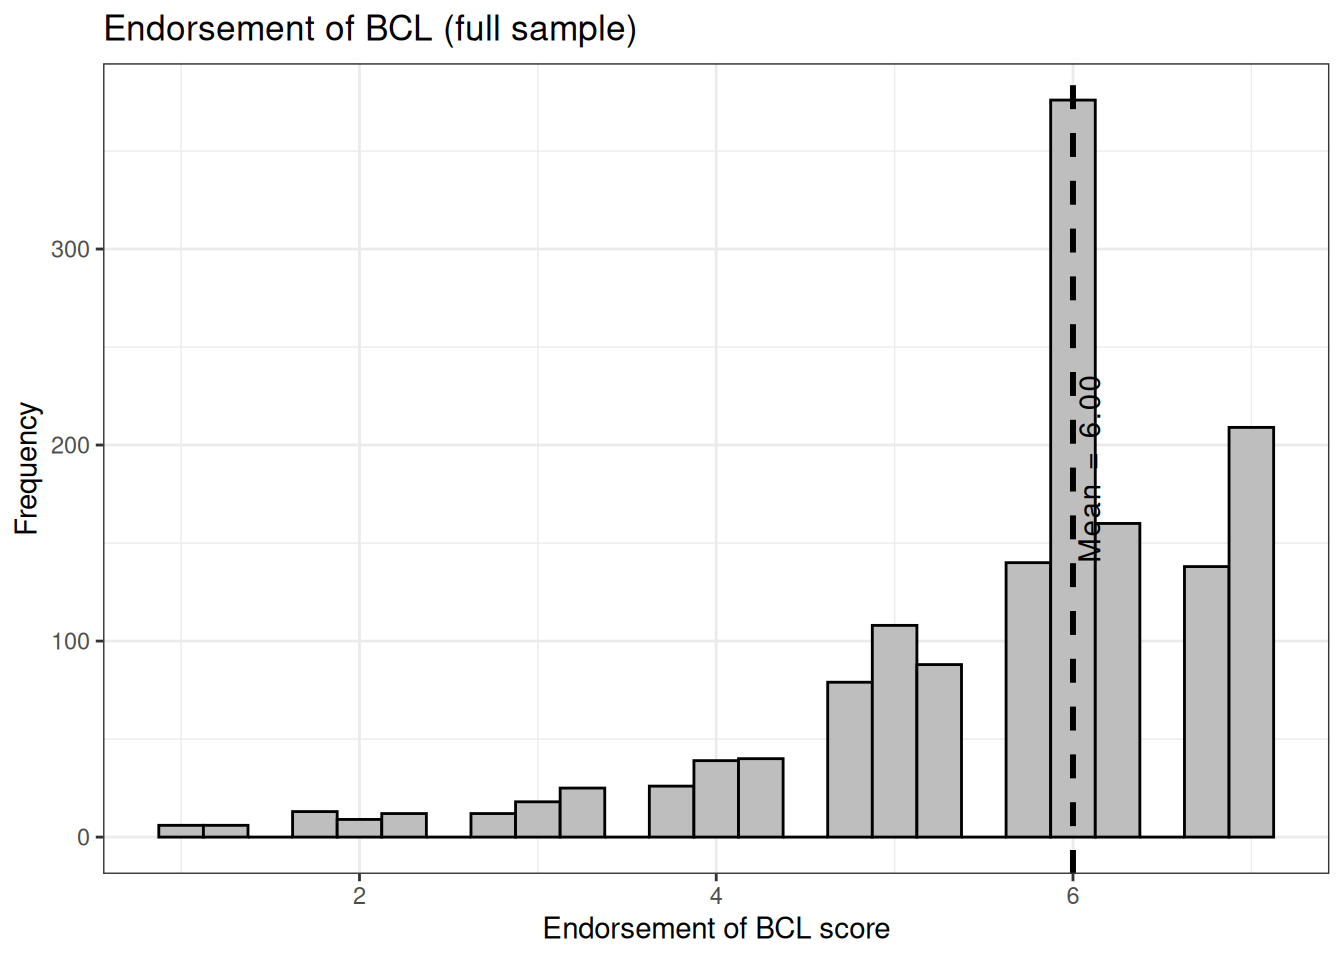 Endorsement of BCL (full sample)
Frequency
300
200
100
0
Mean = 6.00
2
4
6
Endorsement of BCL score